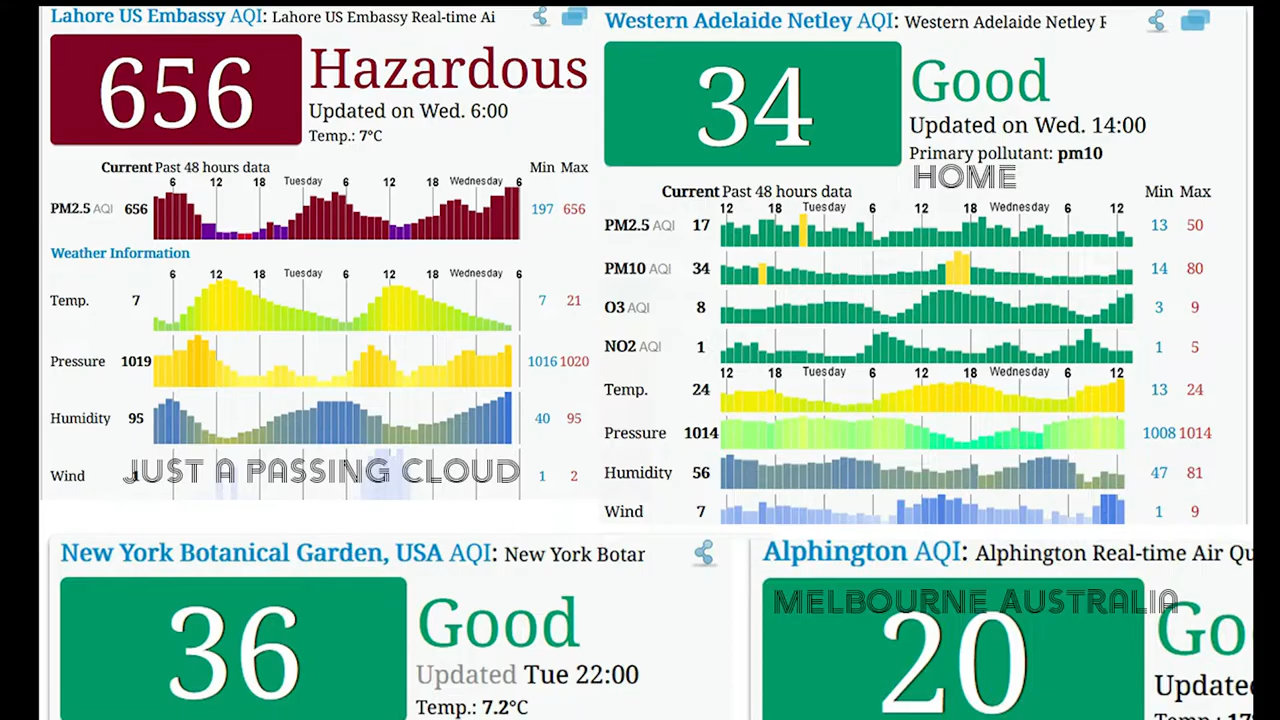 Lahore US Embassy AQI: Lahore US Embassy Real-time Ai
656
Hazardous
Updated on Wed. 6:00
Temp.: 7°C
Current Past 48 hours data
Min Max
6 12 18 Tuesday 6 12 18 Wednesday 6
PM2.5 AQI 656 197 656
Weather Information
6 12 18 Tuesday 6 12 18 Wednesday 6
Temp. 7 7 21
Pressure 1019 1016 1020
Humidity 95 40 95
Wind 1 1 2
JUST A PASSING CLOUD
Western Adelaide Netley AQI: Western Adelaide Netley
34
Good
Updated on Wed. 14:00
Primary pollutant: pm10
HOME
Current Past 48 hours data
Min Max
12 18 Tuesday 6 12 18 Wednesday 6 12
PM2.5 AQI 17 13 50
PM10 AQI 34 14 80
O3 AQI 8 3 9
NO2 AQI 1 1 5
12 18 Tuesday 6 12 18 Wednesday 6 12
Temp. 24 13 24
Pressure 1014 1008 1014
Humidity 56 47 81
Wind 7 1 9
New York Botanical Garden, USA AQI: New York Botar
36
Good
Updated Tue 22:00
Temp.: 7.2°C
Alphington AQI: Alphington Real-time Air Qu
MELBOURNE AUSTRALIA
20
Go
Update